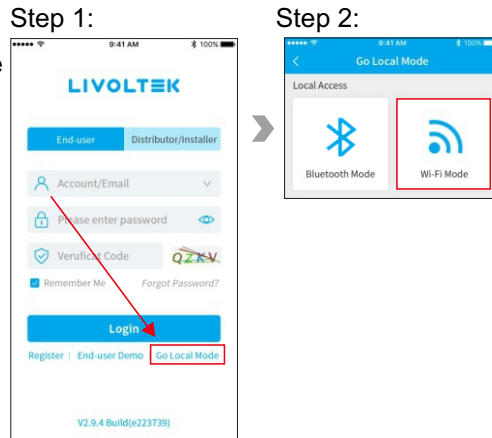 Step 1:
9:41 AM 100%
e
LIVOLTEK
End-user Distributor/Installer
Account/Email
Please enter password
Veruficat Code QZKV
Remember Me Forgot Password?
Login
Register | End-user Demo Go Local Mode
V2.9.4 Build(e223739)
Step 2:
9:41 AM 100%
Go Local Mode
Local Access
Bluetooth Mode Wi-Fi Mode